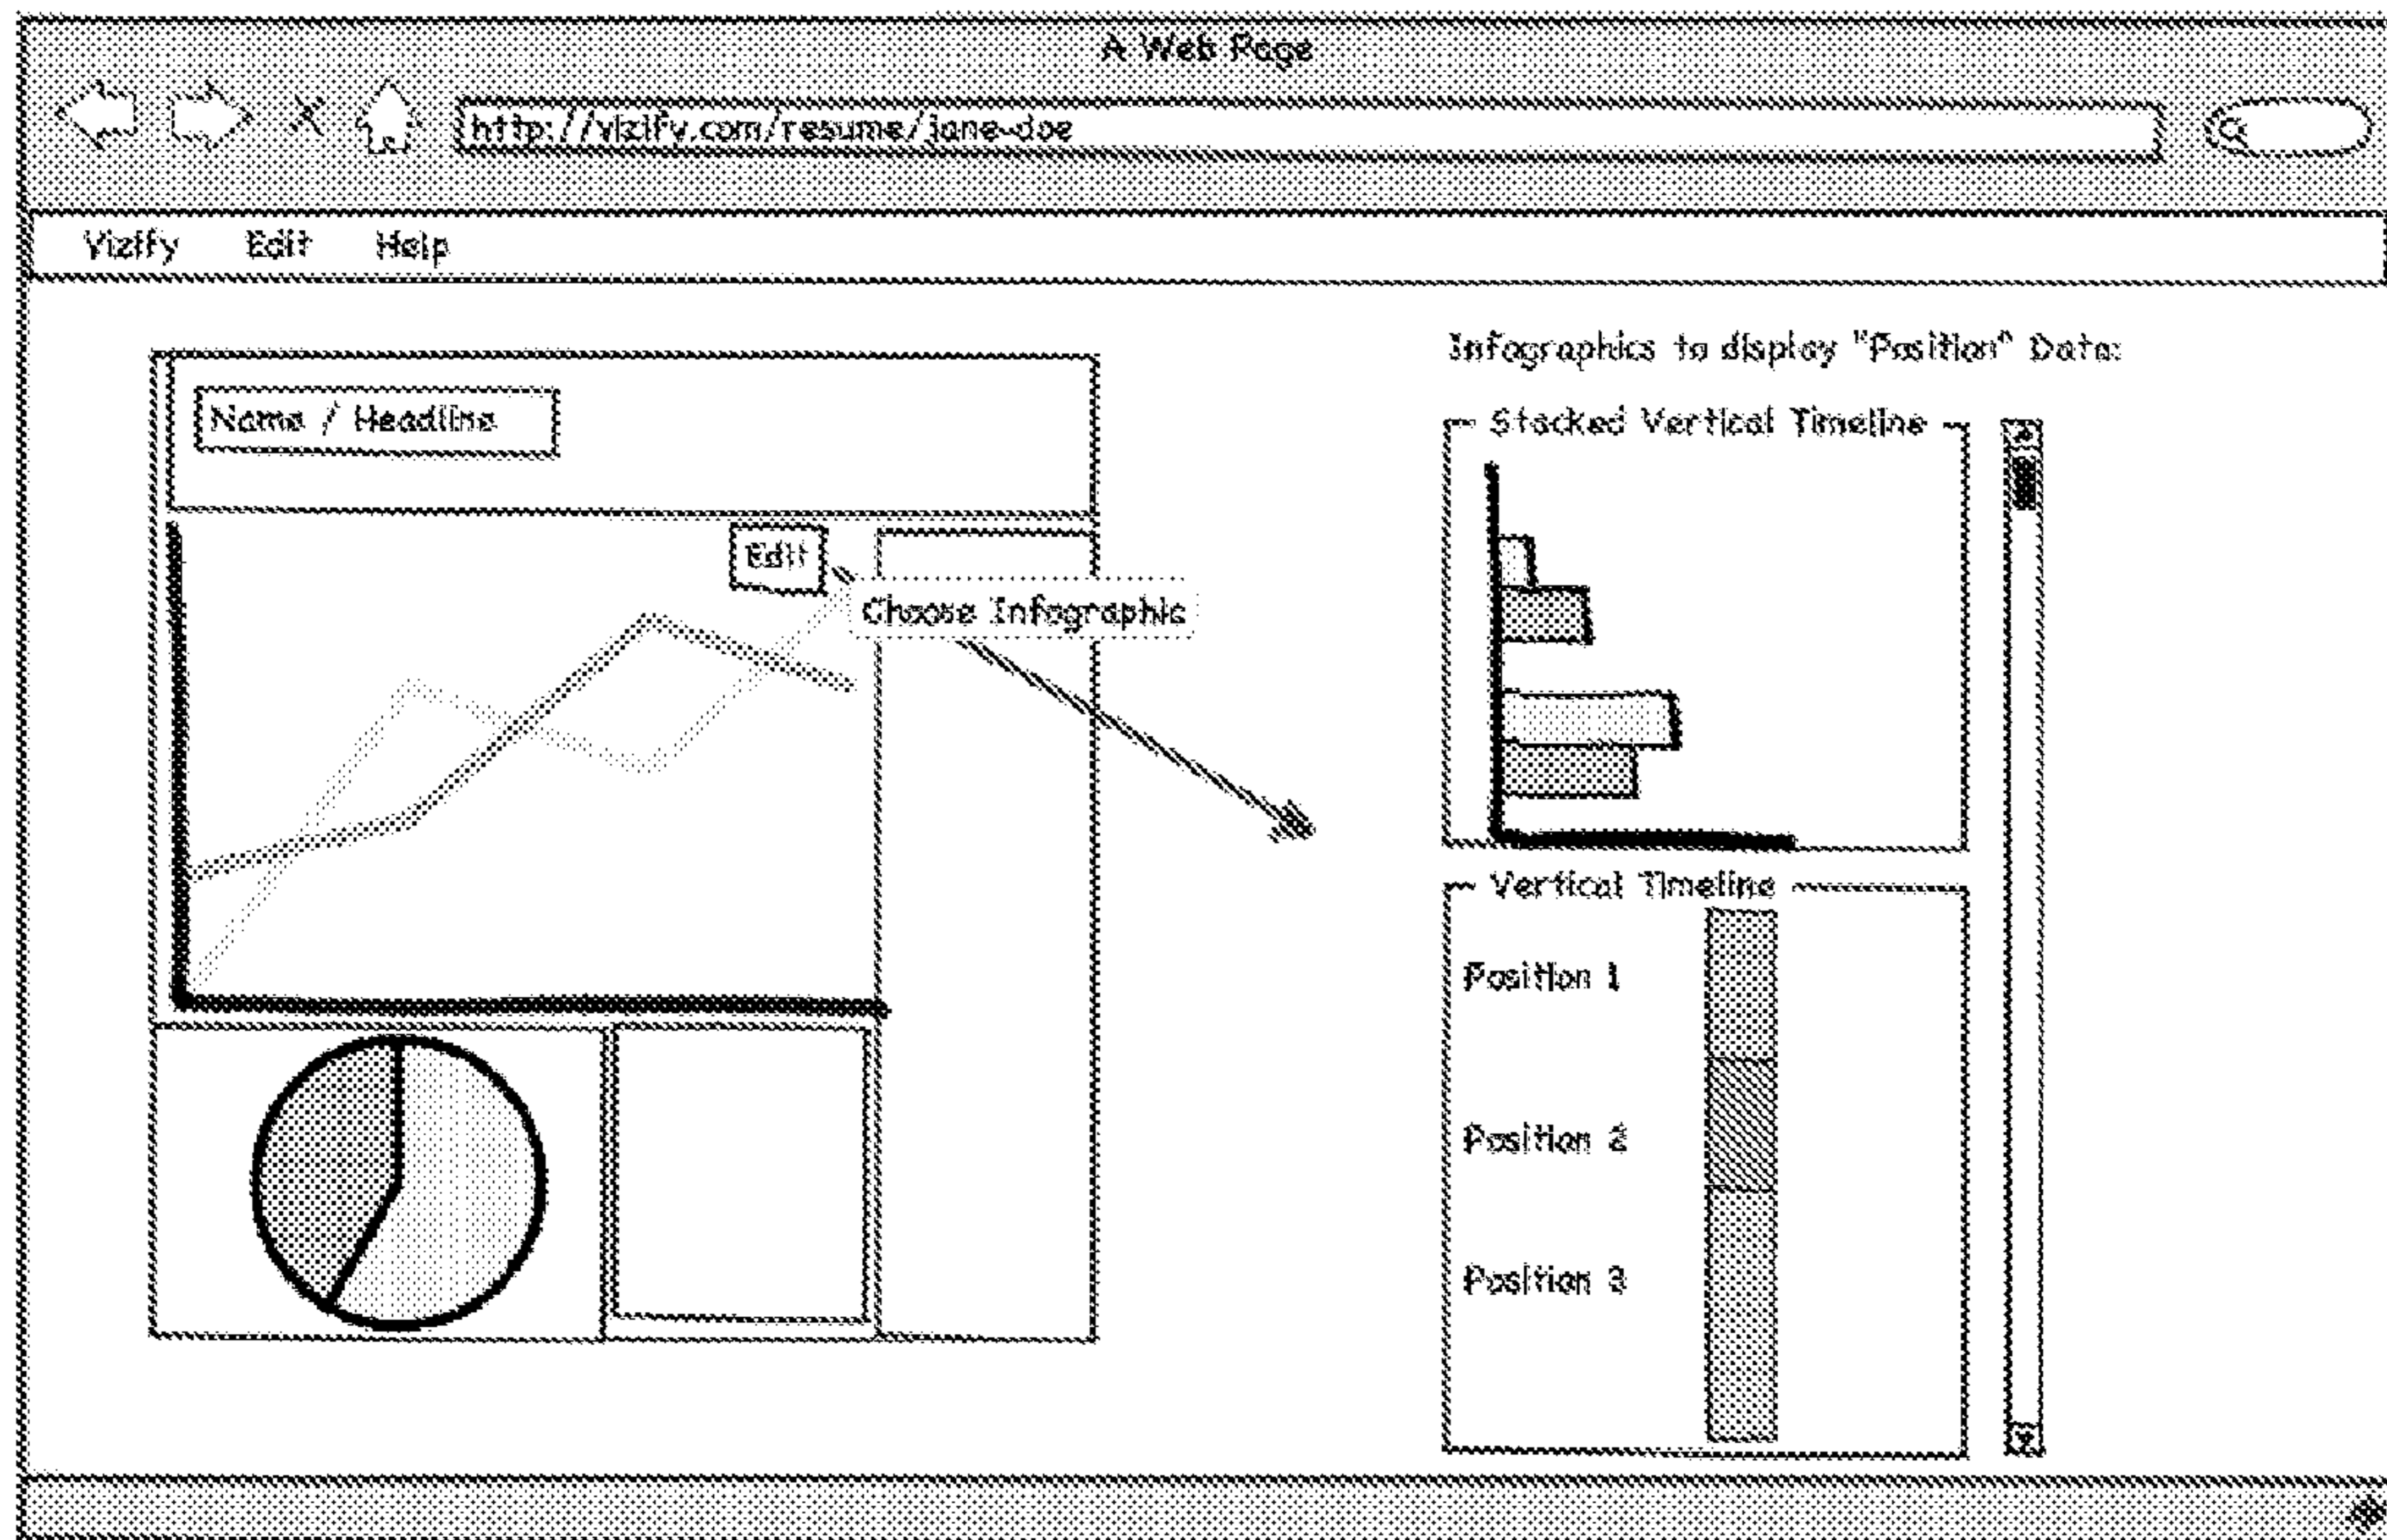 A Web Page
http://vizify.com/resume/jane-doe
Vizify Edit Help
Infographics to display "Position" Data:
Name / Headline
Stacked Vertical Timeline
Edit
Choose Infographic
Vertical Timeline
Position 1
Position 2
Position 3